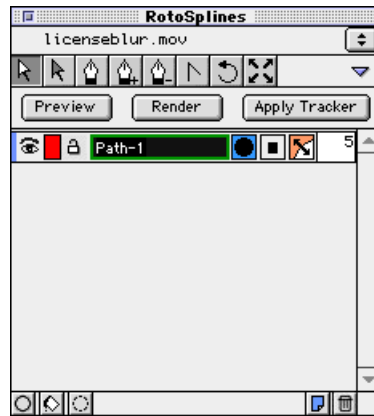 RotoSplines
licenseblur.mov
Preview Render Apply Tracker
Path-1 5